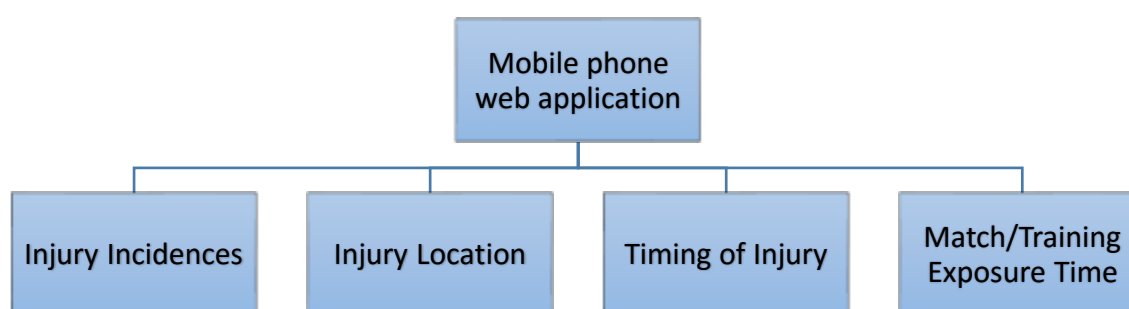 Mobile phone
web application
Injury Incidences
Injury Location
Timing of Injury
Match/Training
Exposure Time